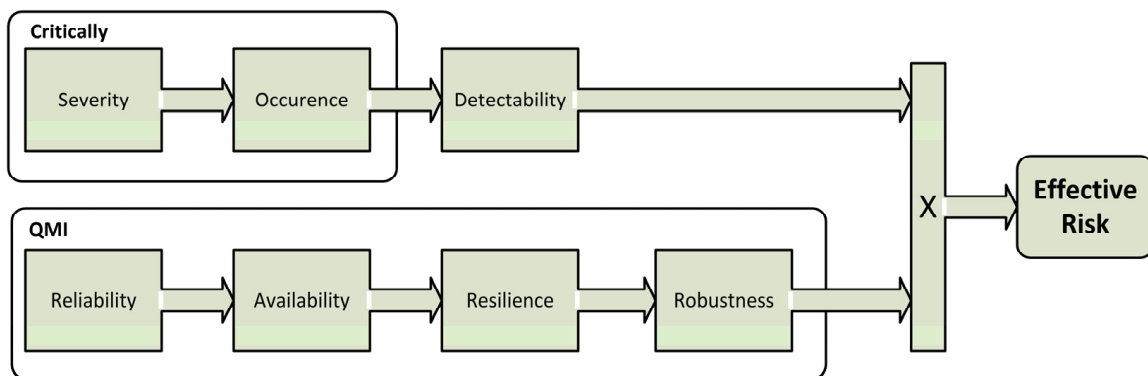 Critically
Severity
Occurence
Detectability
X
Effective
Risk
QMI
Reliability
Availability
Resilience
Robustness